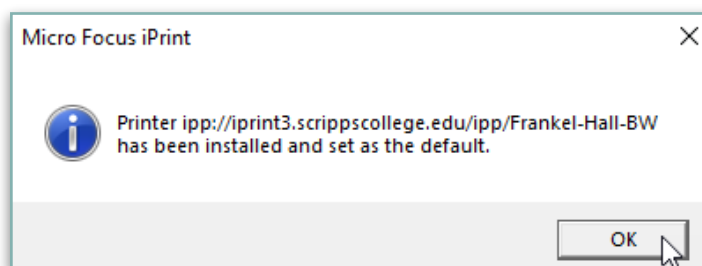 Micro Focus iPrint
Printer ipp://iprint3.scrippscollege.edu/ipp/Frankel-Hall-BW
has been installed and set as the default.
OK